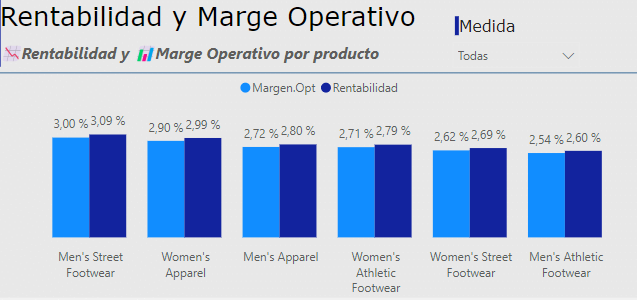 Rentabilidad y Marge Operativo
Medida
Rentabilidad y Marge Operativo por producto
Todas
Margen.Opt Rentabilidad
3,00 % 3,09 % 2,90 % 2,99 % 2,72 % 2,80 % 2,71 % 2,79 % 2,62 % 2,69 % 2,54 % 2,60 %
Men's Street Women's Men's Apparel Women's Women's Street Men's Athletic
Footwear Apparel Athletic Footwear Footwear
Footwear